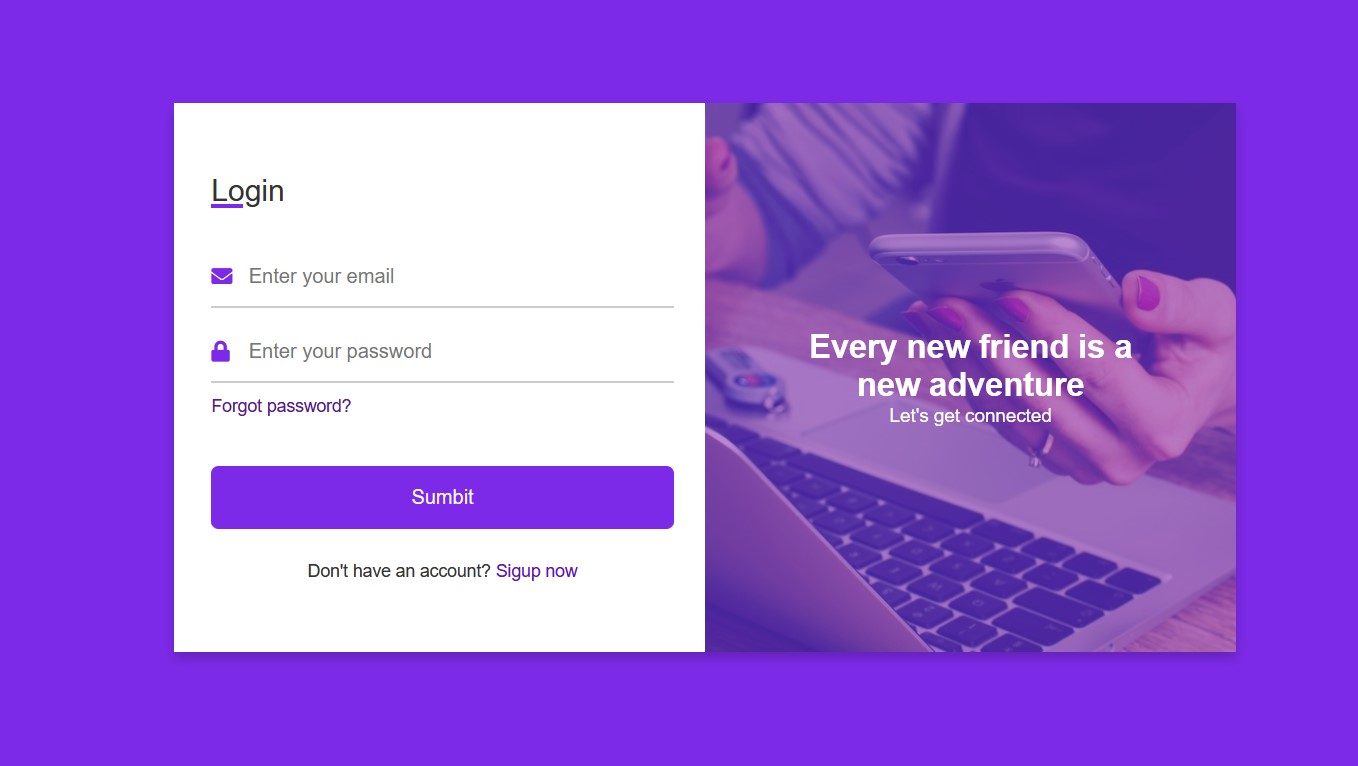 Login
Enter your email
Enter your password
Forgot password?
Sumbit
Don't have an account? Sigup now
Every new friend is a
new adventure
Let's get connected